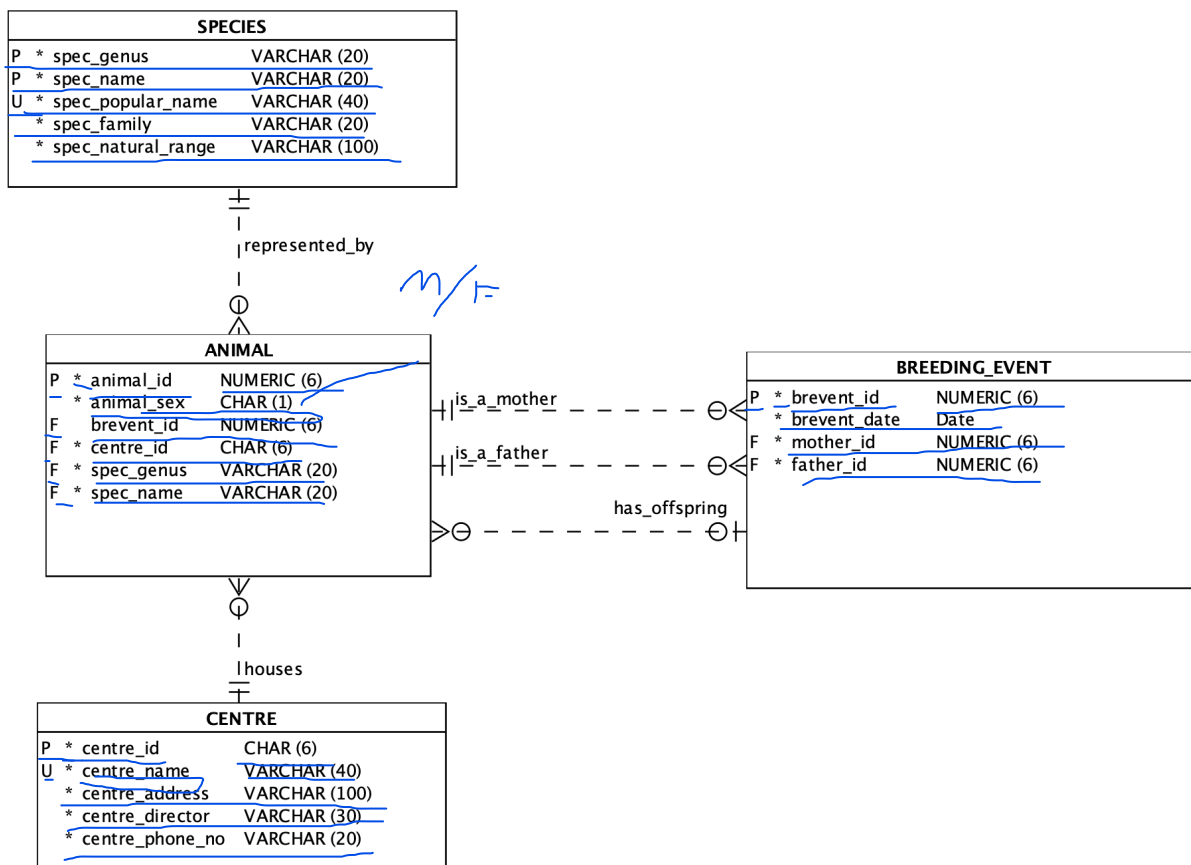 SPECIES
P * spec_genus VARCHAR (20)
P * spec_name VARCHAR (20)
U * spec_popular_name VARCHAR (40)
* spec_family VARCHAR (20)
* spec_natural_range VARCHAR (100)
represented_by
M/F
ANIMAL
P * animal_id NUMERIC (6)
* animal_sex CHAR (1)
F brevent_id NUMERIC (6)
F * centre_id CHAR (6)
F * spec_genus VARCHAR (20)
F * spec_name VARCHAR (20)
is_a_mother
is_a_father
has_offspring
BREEDING_EVENT
P * brevent_id NUMERIC (6)
* brevent_date Date
F * mother_id NUMERIC (6)
F * father_id NUMERIC (6)
houses
CENTRE
P * centre_id CHAR (6)
U * centre_name VARCHAR (40)
* centre_address VARCHAR (100)
* centre_director VARCHAR (30)
* centre_phone_no VARCHAR (20)